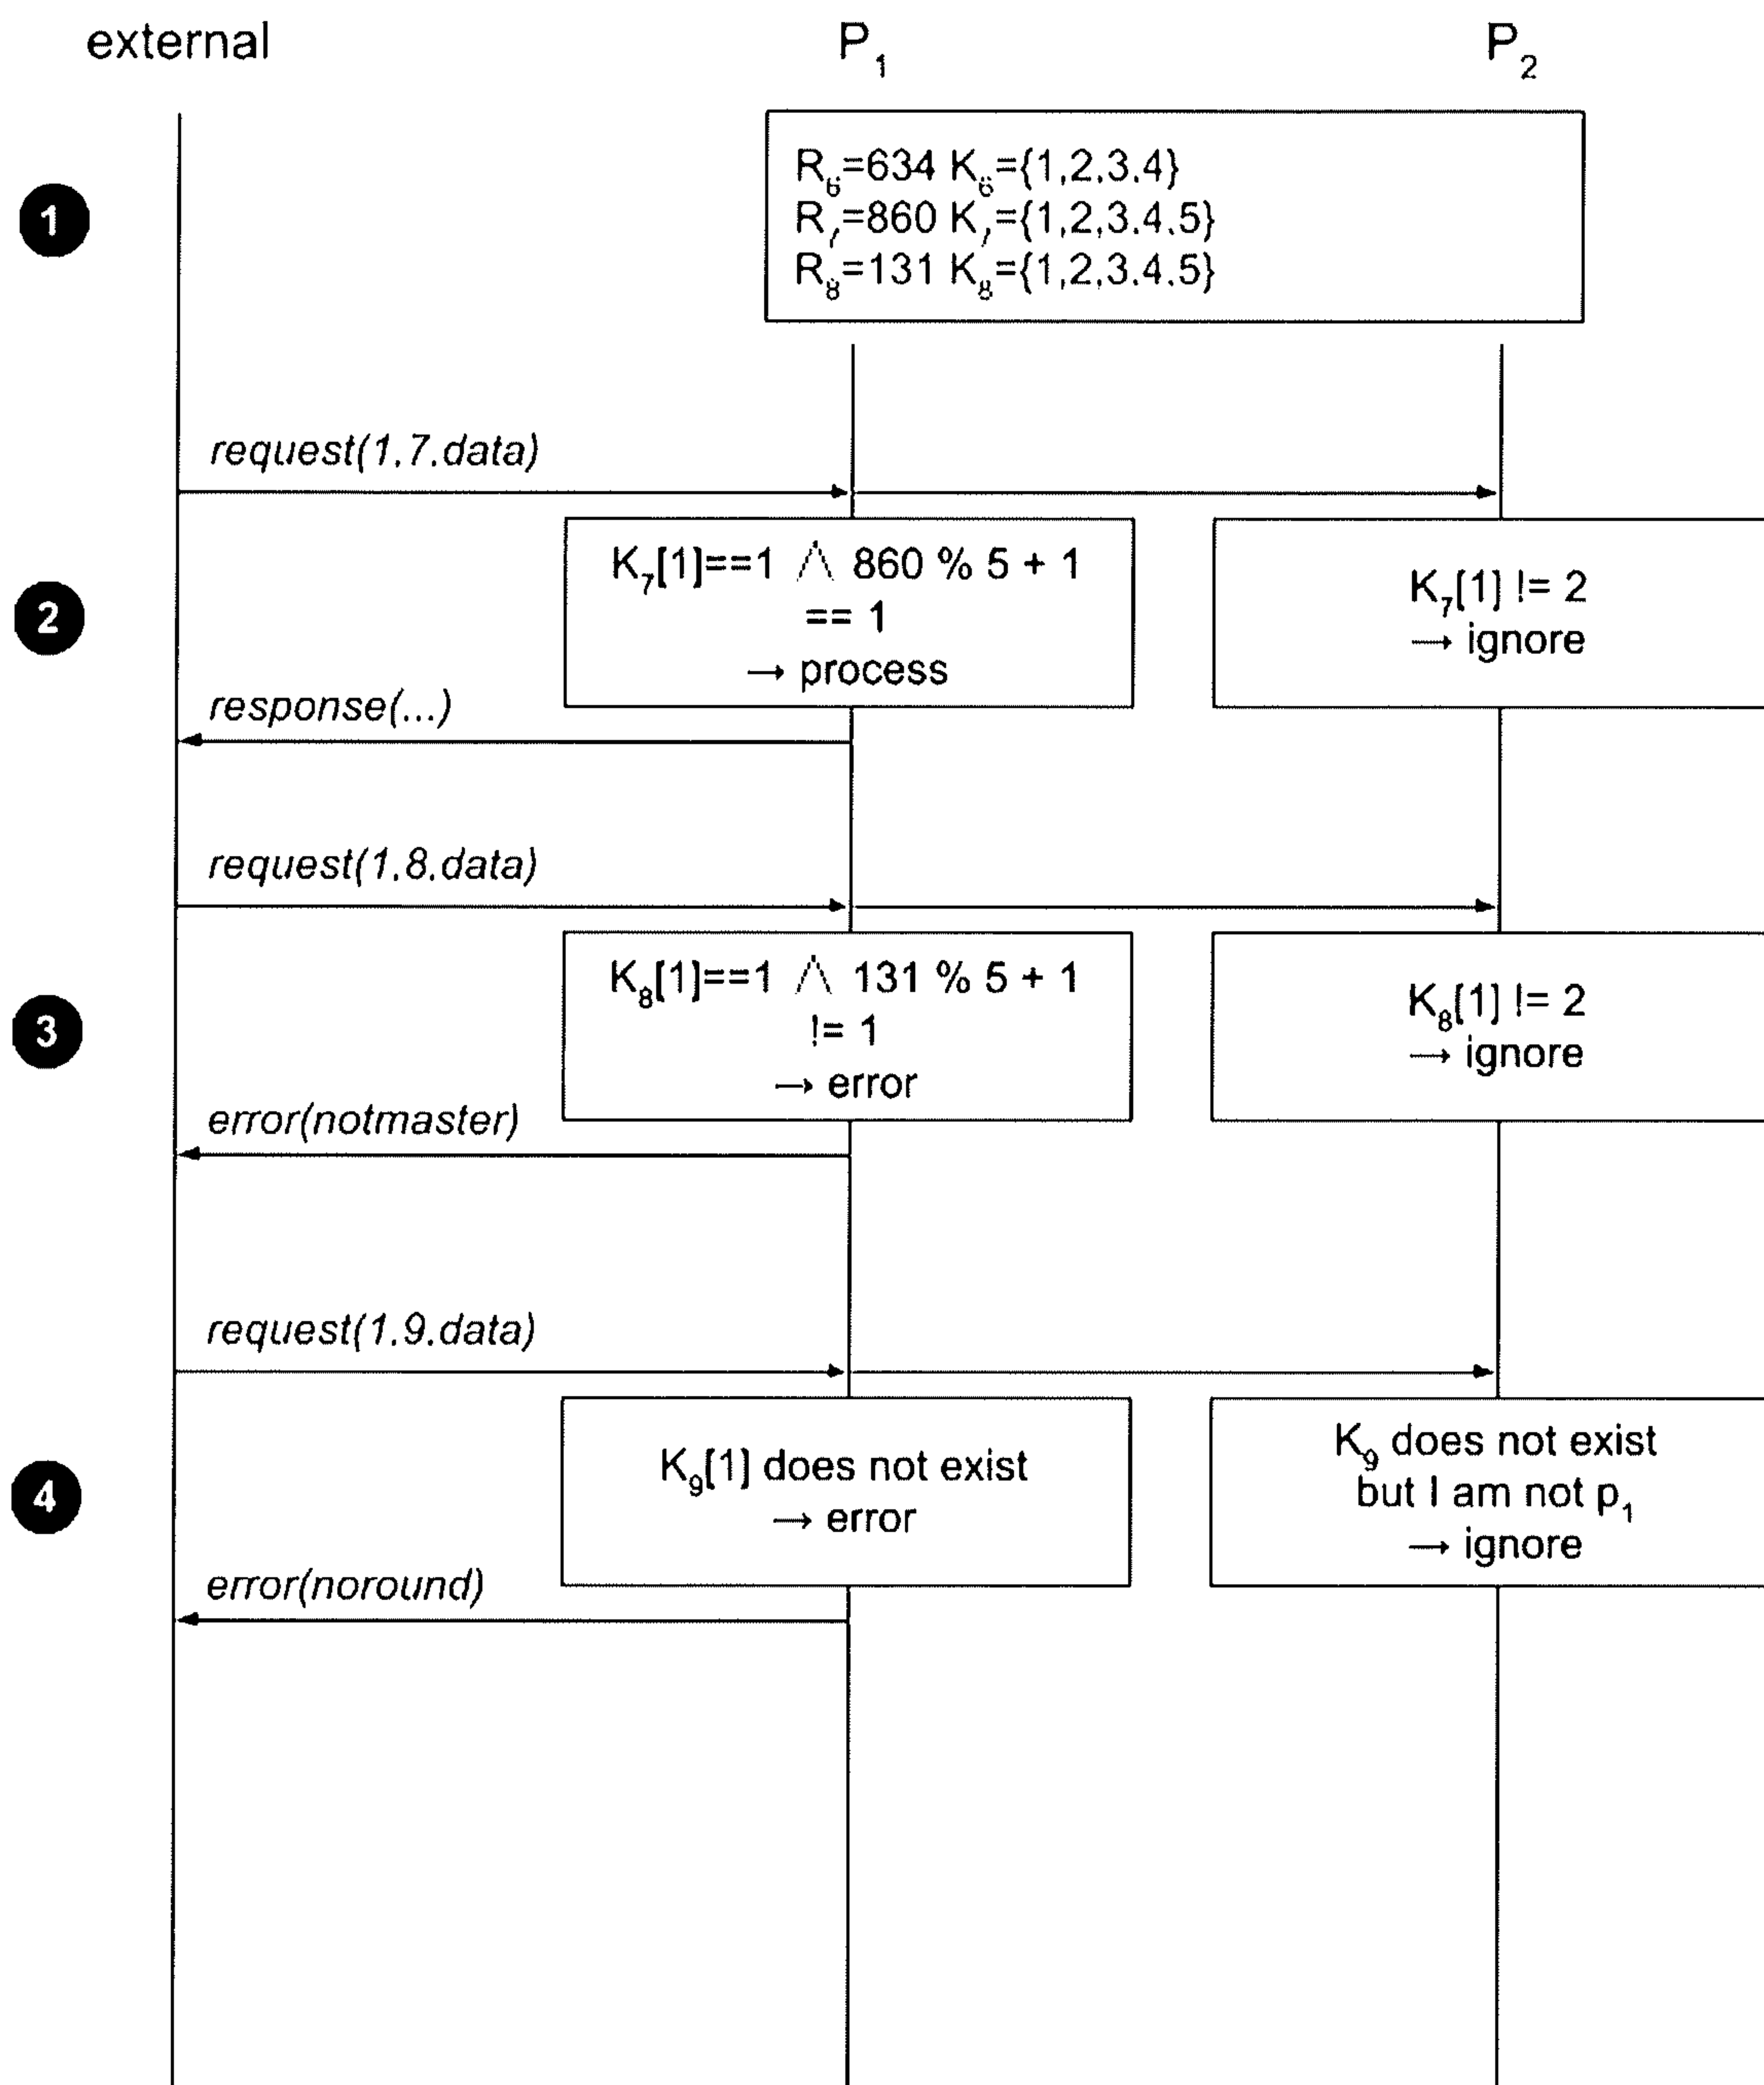 external
P₁
P₂
1
R₆=634 K₆={1,2,3,4}
R₇=860 K₇={1,2,3,4,5}
R₈=131 K₈={1,2,3,4,5}
request(1,7,data)
2
K₇[1]==1 ∧ 860 % 5 + 1
== 1
→ process
K₇[1] != 2
→ ignore
response(...)
request(1,8,data)
3
K₈[1]==1 ∧ 131 % 5 + 1
!= 1
→ error
K₈[1] != 2
→ ignore
error(notmaster)
request(1,9,data)
4
K₉[1] does not exist
→ error
K₉ does not exist
but I am not p₁
→ ignore
error(noround)